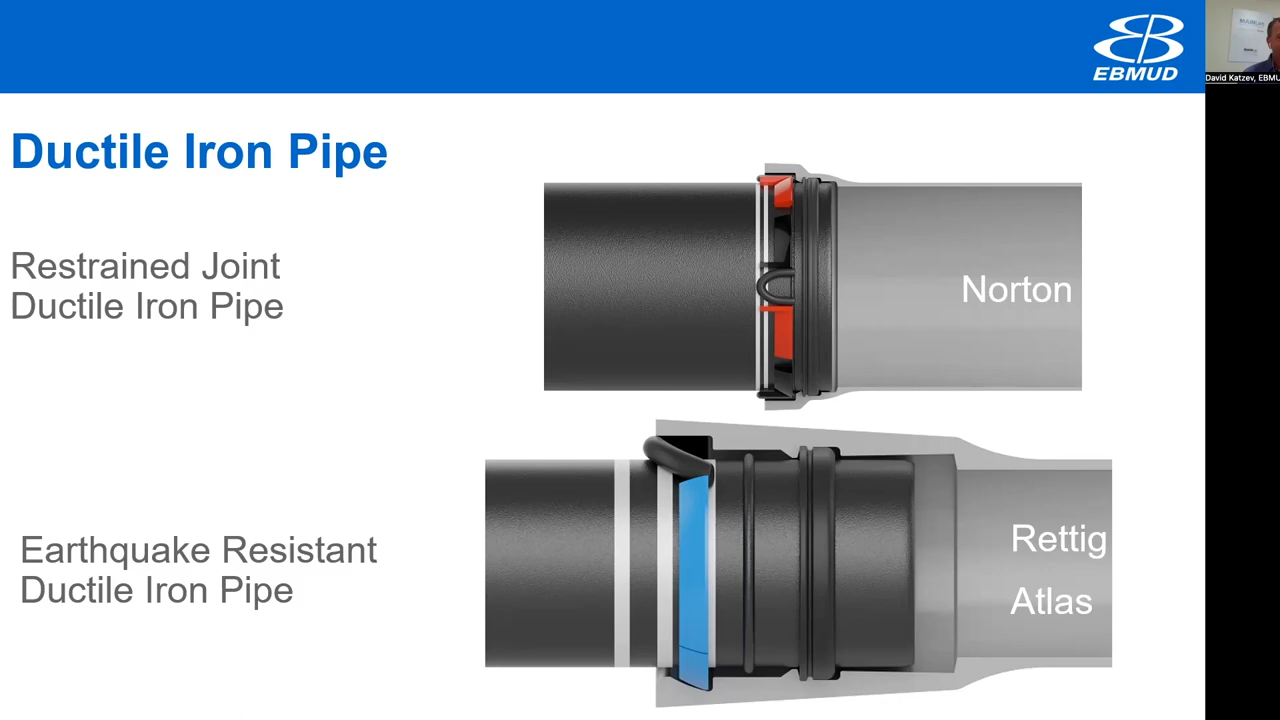 EBMUD
David Katzev, EBMU
Ductile Iron Pipe
Restrained Joint
Ductile Iron Pipe
Norton
Earthquake Resistant
Ductile Iron Pipe
Rettig
Atlas